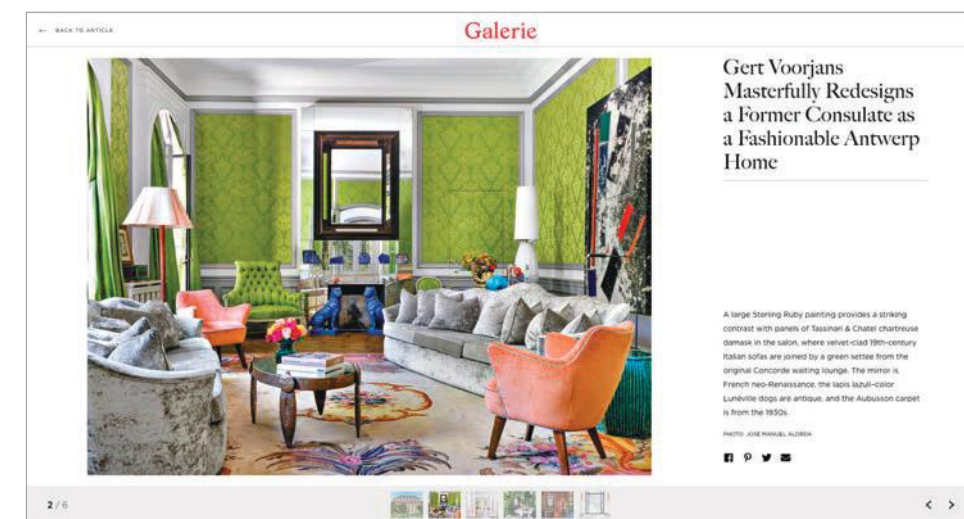 ← BACK TO ARTICLE
Galerie
Gert Voorjans
Masterfully Redesigns
a Former Consulate as
a Fashionable Antwerp
Home
A large Sterling Ruby painting provides a striking
contrast with panels of Tassinari & Chatel chartreuse
damask in the salon, where velvet-clad 19th-century
Italian sofas are joined by a green settee from the
original Concorde waiting lounge. The mirror is
French neo-Renaissance, the lapis lazuli-color
Lunéville dogs are antique, and the Aubusson carpet
is from the 1930s.
PHOTO: JOSE MANUEL ALORDA
2 / 6